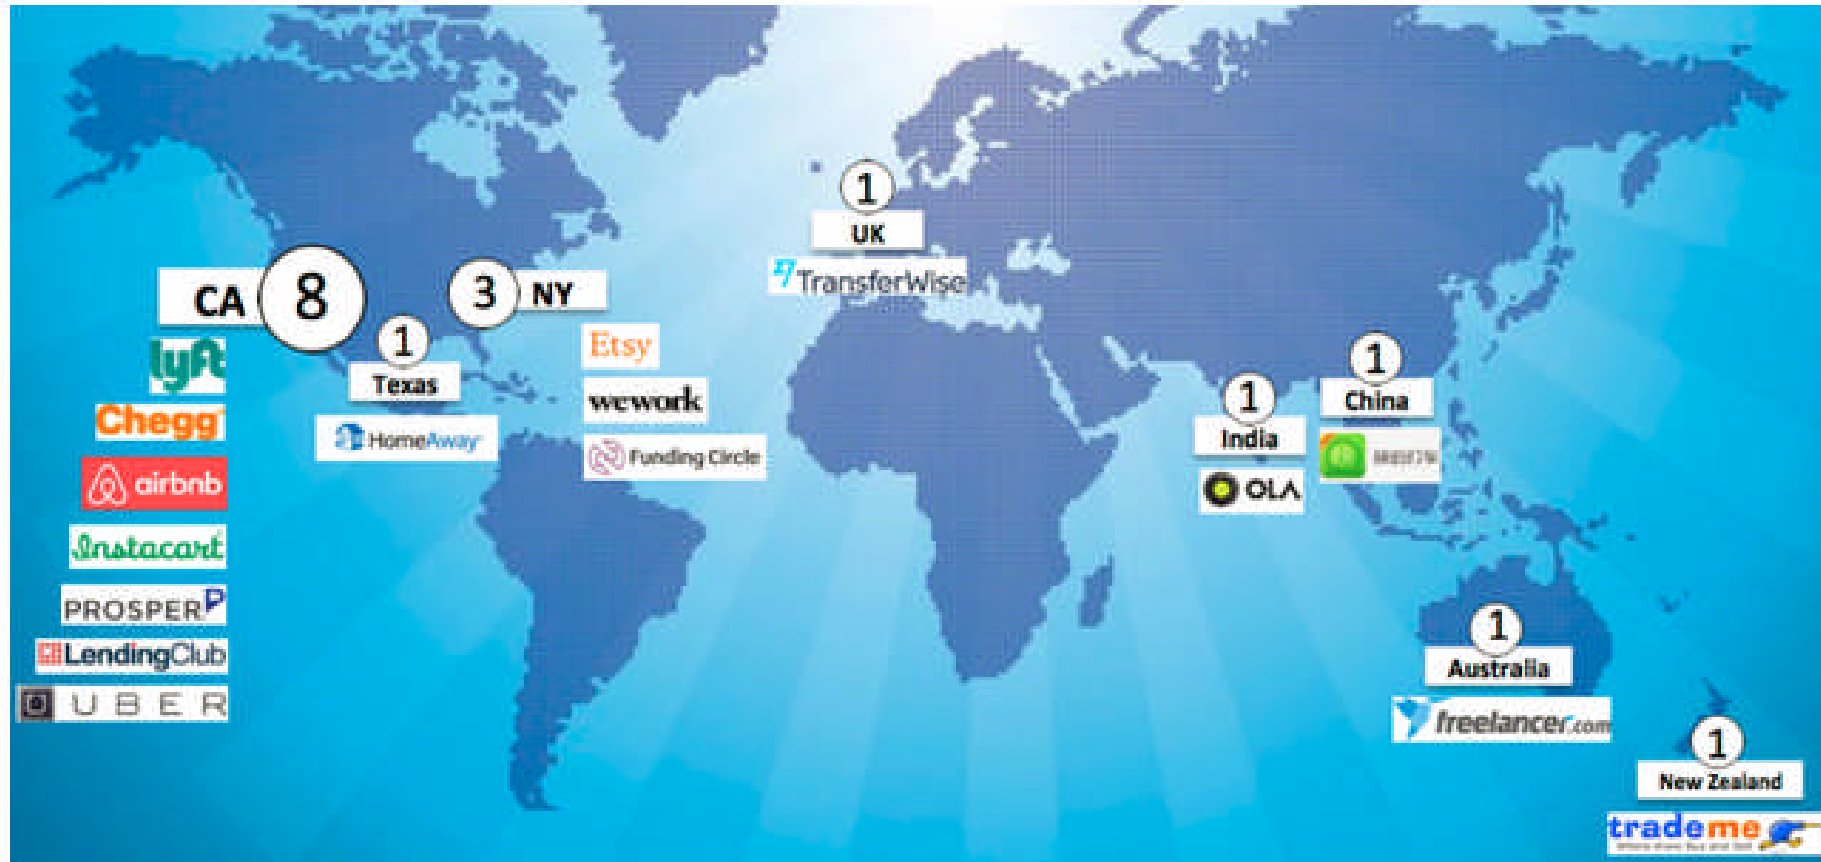 CA 8
lyft
Chegg
airbnb
Instacart
PROSPER
LendingClub
UBER
1
Texas
HomeAway
3 NY
Etsy
wework
Funding Circle
1
UK
TransferWise
1
India
OLA
1
China
1
Australia
freelancer.com
1
New Zealand
trademe